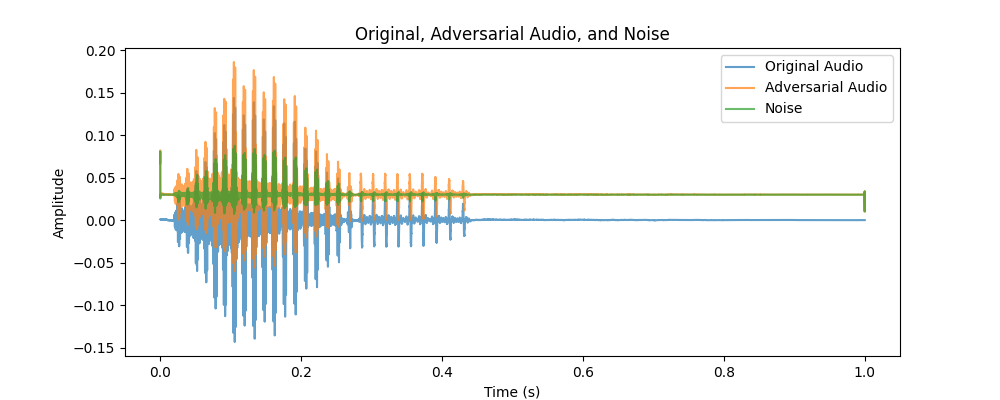 Original, Adversarial Audio, and Noise
Original Audio
Adversarial Audio
Noise
Amplitude
0.20
0.15
0.10
0.05
0.00
−0.05
−0.10
−0.15
0.0 0.2 0.4 0.6 0.8 1.0
Time (s)